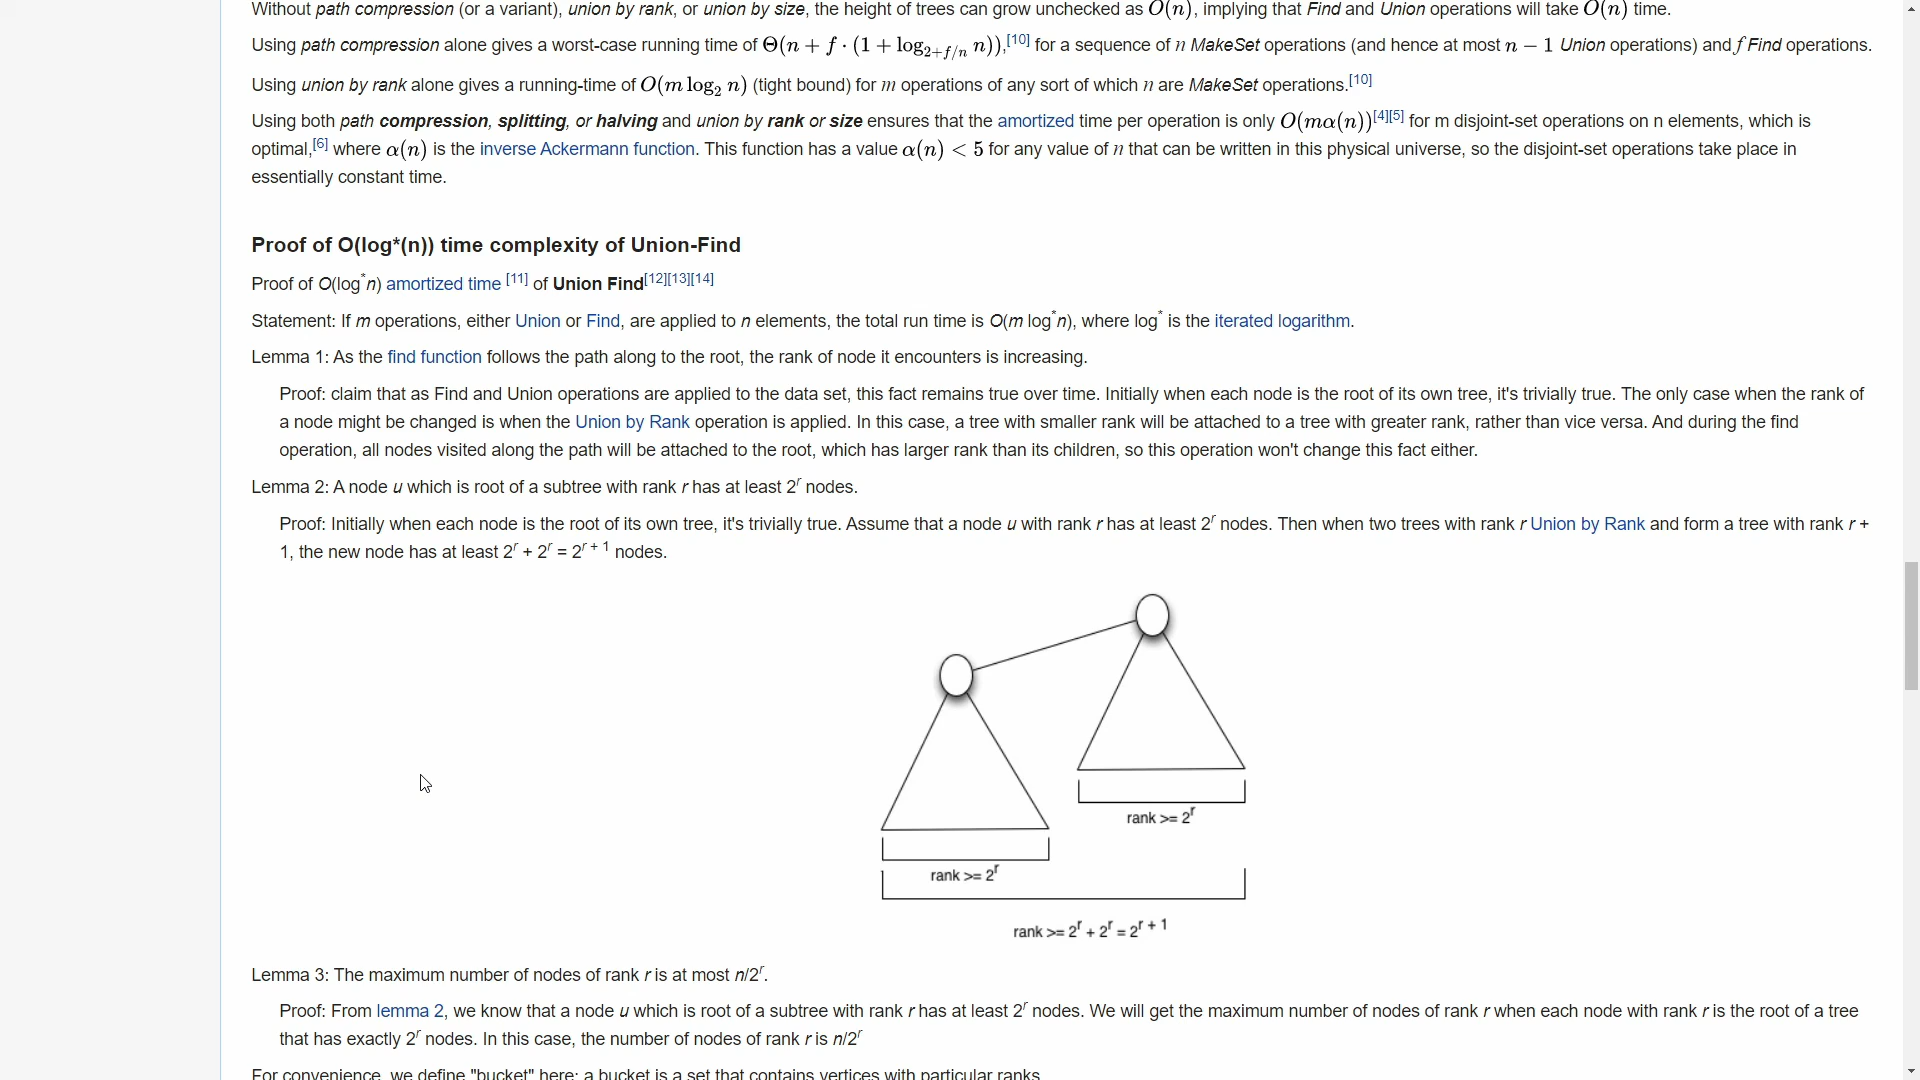 Without path compression (or a variant), union by rank, or union by size, the height of trees can grow unchecked as O(n), implying that Find and Union operations will take O(n) time.
Using path compression alone gives a worst-case running time of Θ(n + f · (1 + log₂₊f/n n)),[10] for a sequence of n MakeSet operations (and hence at most n − 1 Union operations) and f Find operations.
Using union by rank alone gives a running-time of O(m log₂ n) (tight bound) for m operations of any sort of which n are MakeSet operations.[10]
Using both path compression, splitting, or halving and union by rank or size ensures that the amortized time per operation is only O(mα(n))[4][5] for m disjoint-set operations on n elements, which is
optimal,[6] where α(n) is the inverse Ackermann function. This function has a value α(n) < 5 for any value of n that can be written in this physical universe, so the disjoint-set operations take place in
essentially constant time.
Proof of O(log*(n)) time complexity of Union-Find
Proof of O(log*n) amortized time [11] of Union Find[12][13][14]
Statement: If m operations, either Union or Find, are applied to n elements, the total run time is O(m log*n), where log* is the iterated logarithm.
Lemma 1: As the find function follows the path along to the root, the rank of node it encounters is increasing.
Proof: claim that as Find and Union operations are applied to the data set, this fact remains true over time. Initially when each node is the root of its own tree, it's trivially true. The only case when the rank of
a node might be changed is when the Union by Rank operation is applied. In this case, a tree with smaller rank will be attached to a tree with greater rank, rather than vice versa. And during the find
operation, all nodes visited along the path will be attached to the root, which has larger rank than its children, so this operation won't change this fact either.
Lemma 2: A node u which is root of a subtree with rank r has at least 2ʳ nodes.
Proof: Initially when each node is the root of its own tree, it's trivially true. Assume that a node u with rank r has at least 2ʳ nodes. Then when two trees with rank r Union by Rank and form a tree with rank r +
1, the new node has at least 2ʳ + 2ʳ = 2ʳ ⁺ ¹ nodes.
rank >= 2ʳ
rank >= 2ʳ
rank >= 2ʳ + 2ʳ = 2ʳ ⁺ ¹
Lemma 3: The maximum number of nodes of rank r is at most n/2ʳ.
Proof: From lemma 2, we know that a node u which is root of a subtree with rank r has at least 2ʳ nodes. We will get the maximum number of nodes of rank r when each node with rank r is the root of a tree
that has exactly 2ʳ nodes. In this case, the number of nodes of rank r is n/2ʳ
For convenience, we define "bucket" here: a bucket is a set that contains vertices with particular ranks.